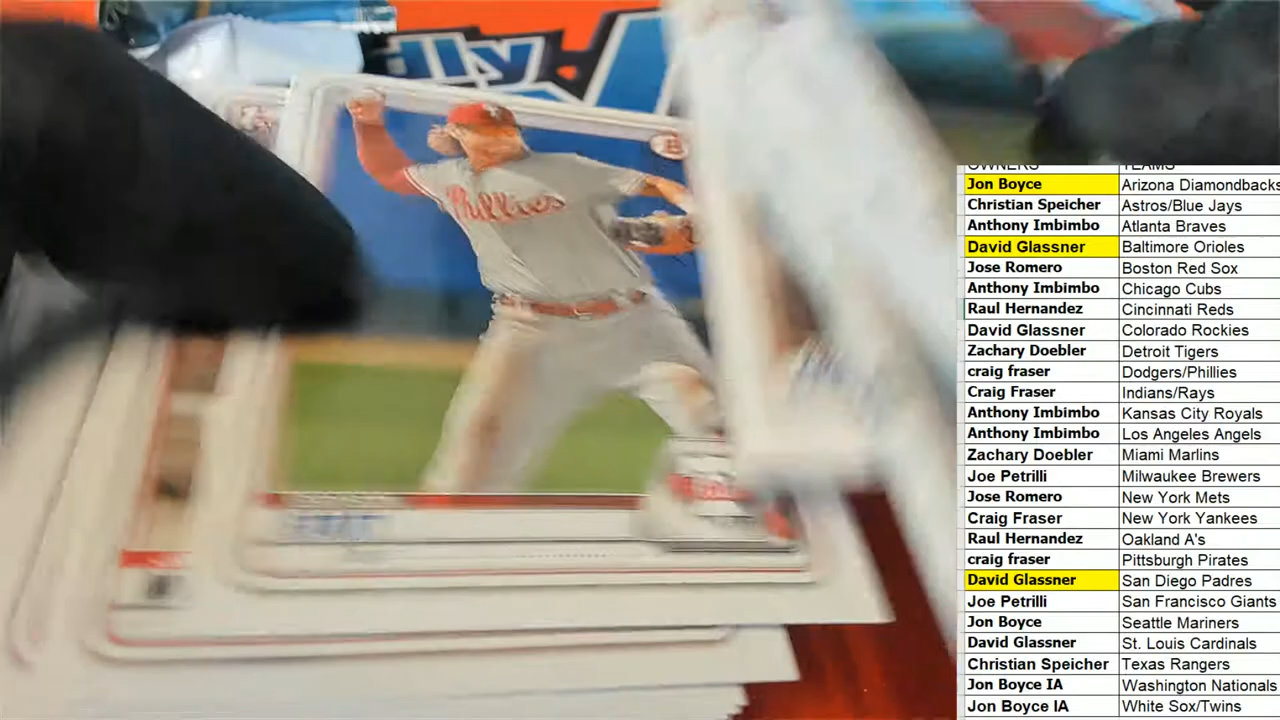 lly
Phillies
OWNERS TEAMS
Jon Boyce Arizona Diamondbacks
Christian Speicher Astros/Blue Jays
Anthony Imbimbo Atlanta Braves
David Glassner Baltimore Orioles
Jose Romero Boston Red Sox
Anthony Imbimbo Chicago Cubs
Raul Hernandez Cincinnati Reds
David Glassner Colorado Rockies
Zachary Doebler Detroit Tigers
craig fraser Dodgers/Phillies
Craig Fraser Indians/Rays
Anthony Imbimbo Kansas City Royals
Anthony Imbimbo Los Angeles Angels
Zachary Doebler Miami Marlins
Joe Petrilli Milwaukee Brewers
Jose Romero New York Mets
Craig Fraser New York Yankees
Raul Hernandez Oakland A's
craig fraser Pittsburgh Pirates
David Glassner San Diego Padres
Joe Petrilli San Francisco Giants
Jon Boyce Seattle Mariners
David Glassner St. Louis Cardinals
Christian Speicher Texas Rangers
Jon Boyce IA Washington Nationals
Jon Boyce IA White Sox/Twins